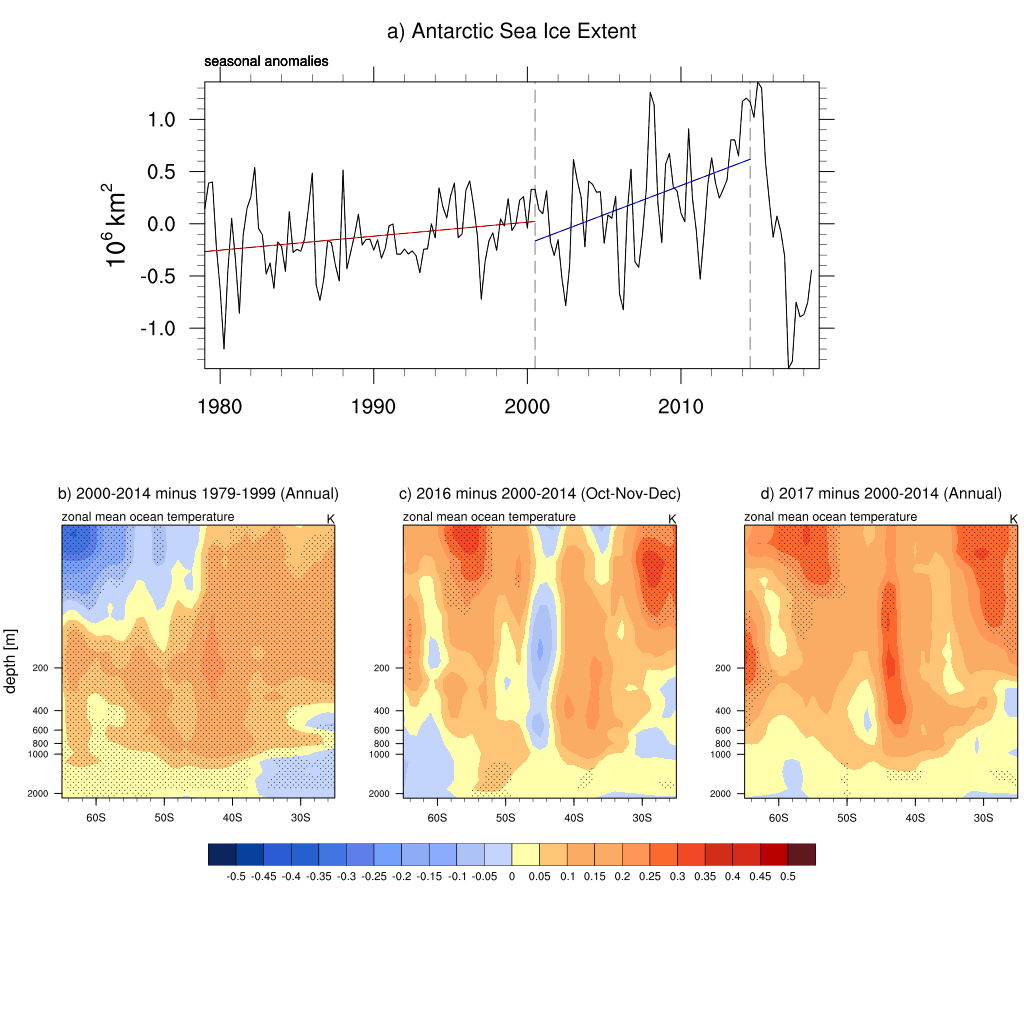 a) Antarctic Sea Ice Extent
seasonal anomalies
1.0
0.5
0.0
-0.5
-1.0
10⁶ km²
1980 1990 2000 2010
b) 2000-2014 minus 1979-1999 (Annual)
zonal mean ocean temperature K
depth [m]
200
400
600
800
1000
2000
60S 50S 40S 30S
c) 2016 minus 2000-2014 (Oct-Nov-Dec)
zonal mean ocean temperature K
200
400
600
800
1000
2000
60S 50S 40S 30S
d) 2017 minus 2000-2014 (Annual)
zonal mean ocean temperature K
200
400
600
800
1000
2000
60S 50S 40S 30S
-0.5 -0.45 -0.4 -0.35 -0.3 -0.25 -0.2 -0.15 -0.1 -0.05 0 0.05 0.1 0.15 0.2 0.25 0.3 0.35 0.4 0.45 0.5